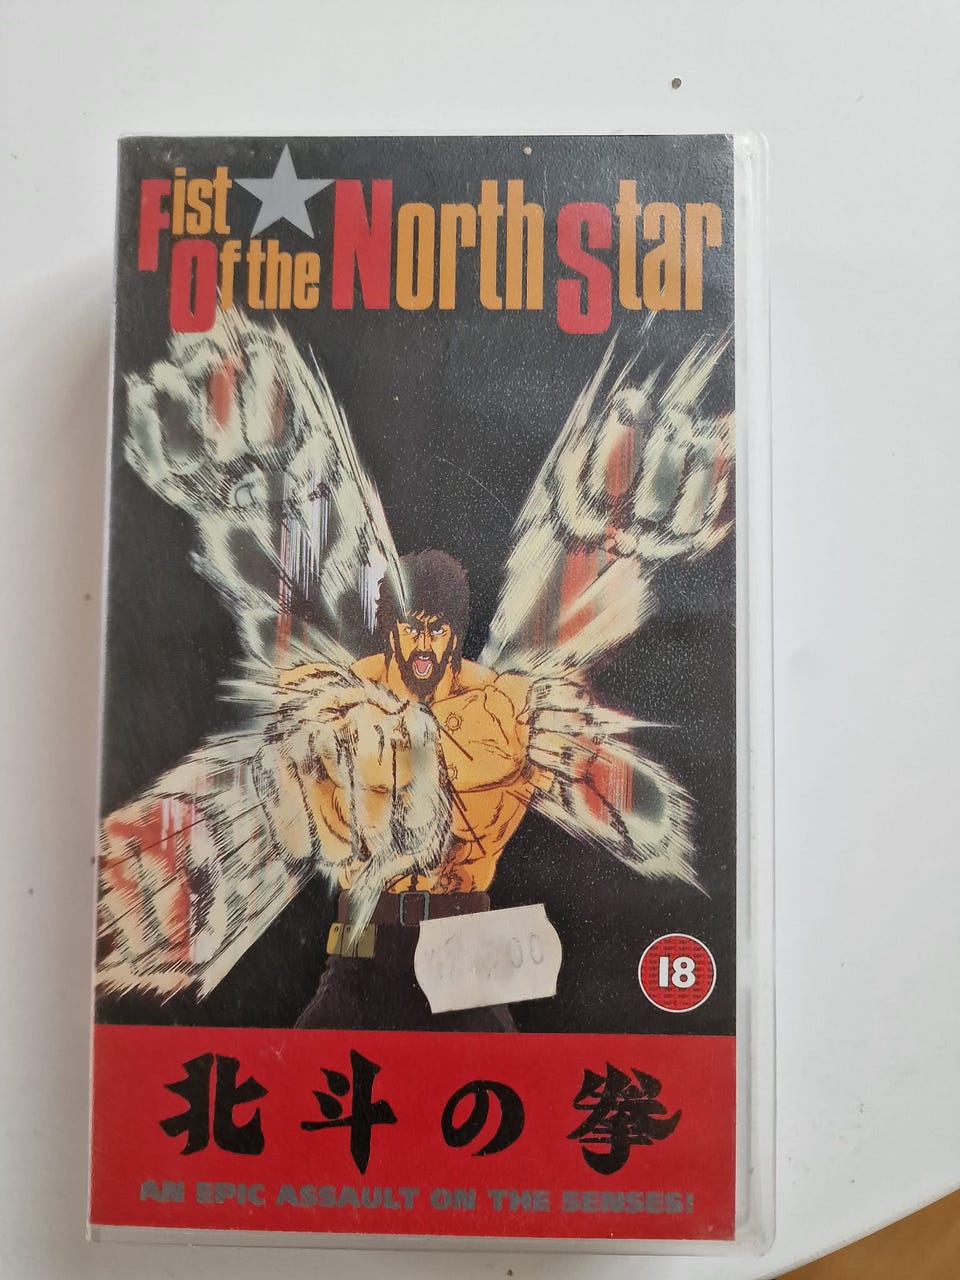 Fist
Of the North Star
18
北斗の拳
AN EPIC ASSAULT ON THE SENSES!